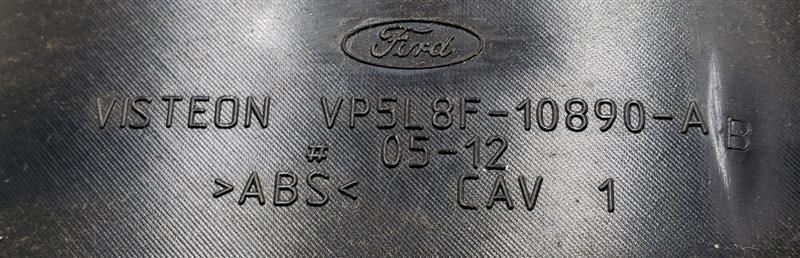 Ford
VISTEON VP5L8F-10890-AB
# 05-12
>ABS< CAV 1